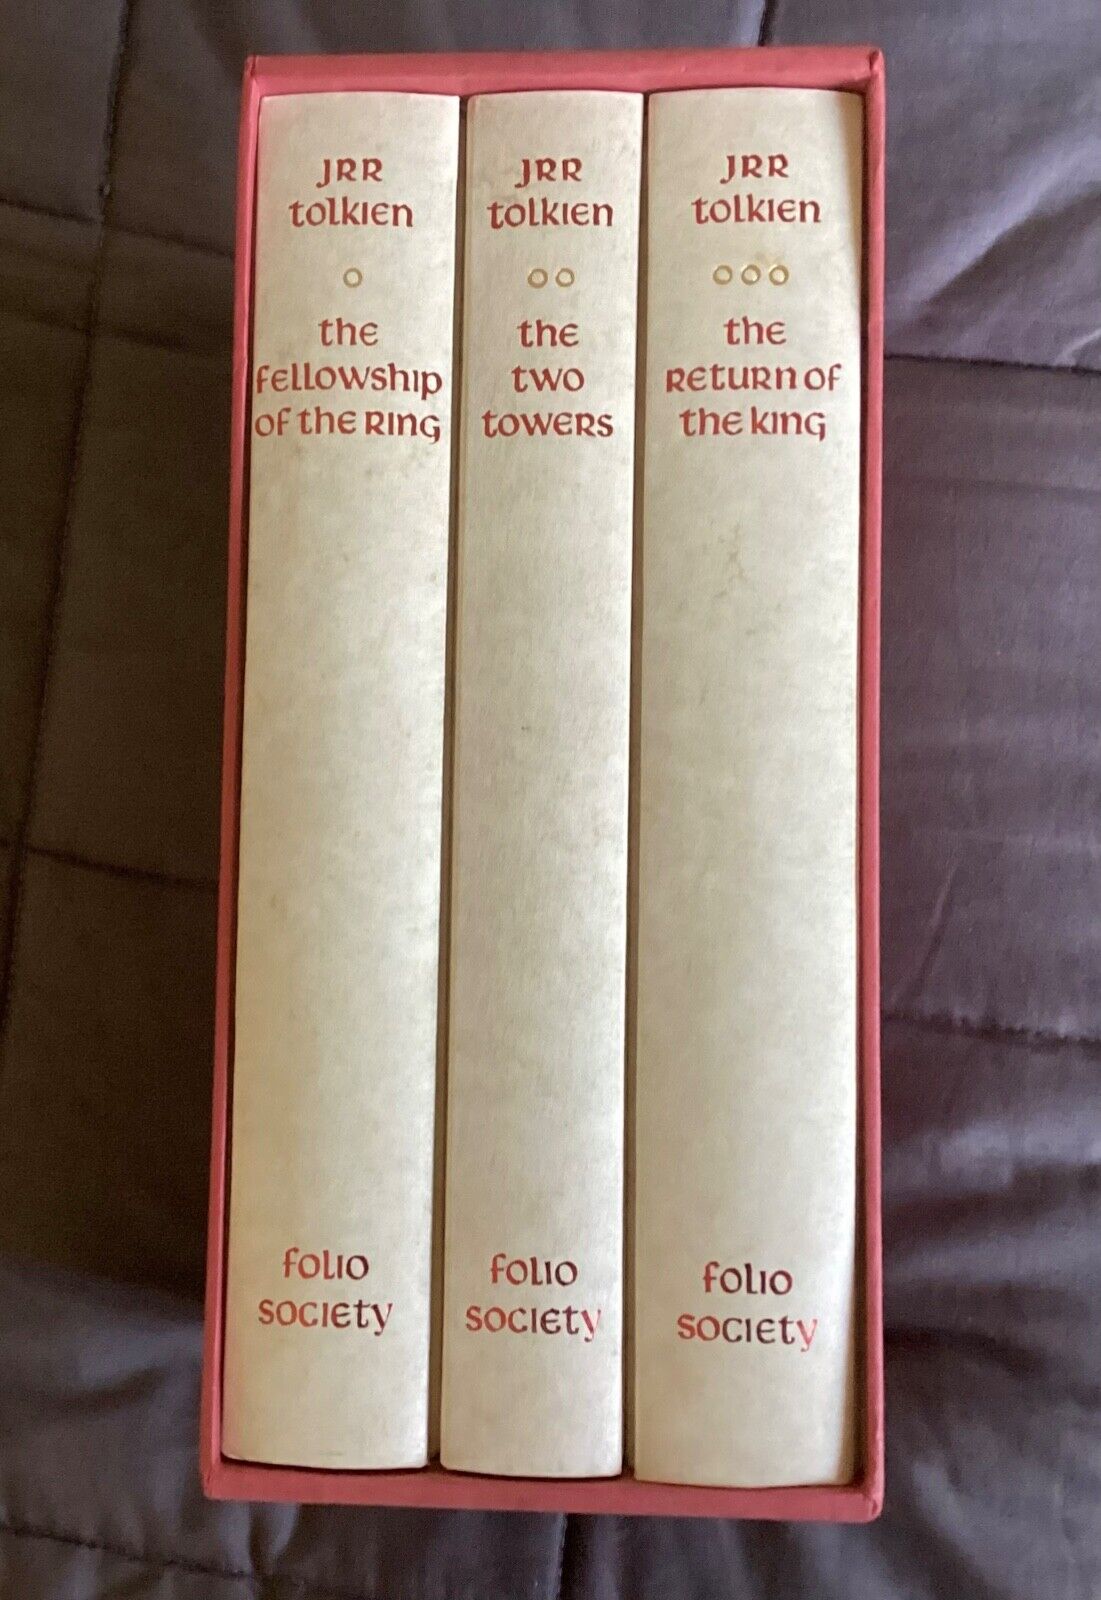 JRR
tolkien
the
fellowship
of the Ring
folio
society
JRR
tolkien
the
two
towers
folio
society
JRR
tolkien
the
Return of
the King
folio
society